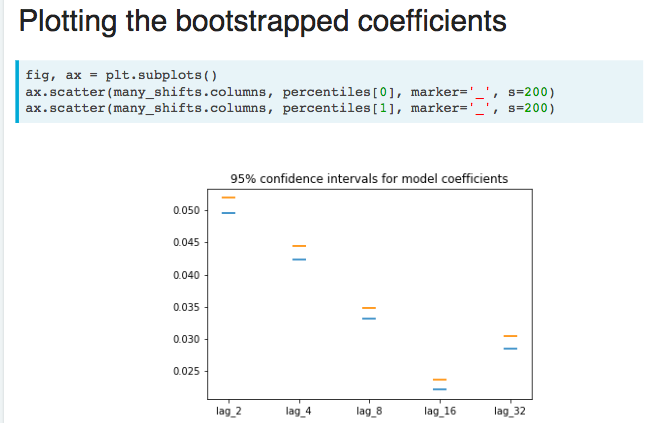 Plotting the bootstrapped coefficients
fig, ax = plt.subplots()
ax.scatter(many_shifts.columns, percentiles[0], marker='_', s=200)
ax.scatter(many_shifts.columns, percentiles[1], marker='_', s=200)
95% confidence intervals for model coefficients
0.050
0.045
0.040
0.035
0.030
0.025
lag_2 lag_4 lag_8 lag_16 lag_32